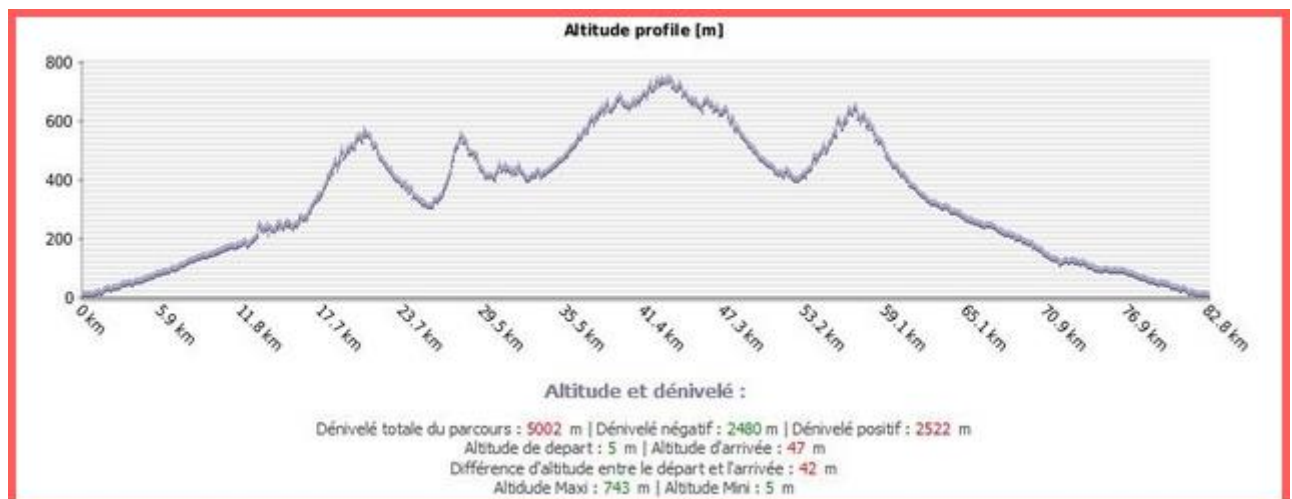 Altitude profile [m]
800
600
400
200
0
0 km
5.9 km
11.8 km
17.7 km
23.7 km
29.5 km
35.5 km
41.4 km
47.3 km
53.2 km
59.1 km
65.1 km
70.9 km
76.9 km
82.8 km
Altitude et dénivelé :
Dénivelé totale du parcours : 5002 m | Dénivelé négatif : 2480 m | Dénivelé positif : 2522 m
Altitude de depart : 5 m | Altitude d'arrivée : 47 m
Différence d'altitude entre le départ et l'arrivée : 42 m
Altidude Maxi : 743 m | Altitude Mini : 5 m